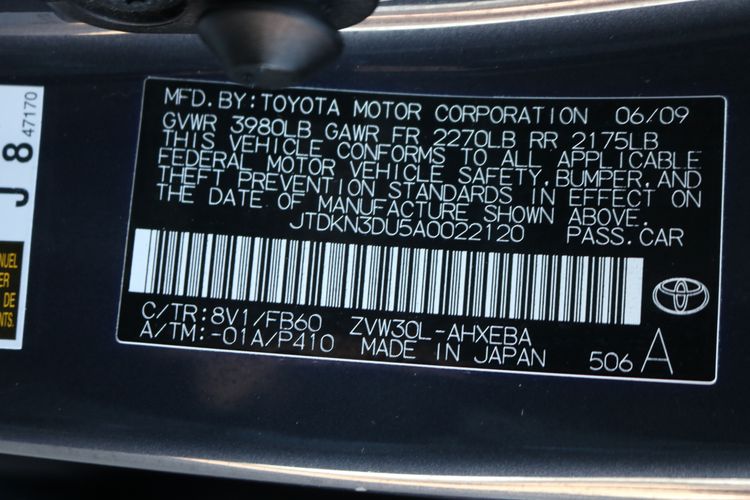 MFD. BY: TOYOTA MOTOR CORPORATION 06/09
GVWR 3980LB GAWR FR 2270LB RR 2175LB
THIS VEHICLE CONFORMS TO ALL APPLICABLE
FEDERAL MOTOR VEHICLE SAFETY, BUMPER, AND
THEFT PREVENTION STANDARDS IN EFFECT ON
THE DATE OF MANUFACTURE SHOWN ABOVE.
JTDKN3DU5A0022120 PASS. CAR
C/TR: 8V1/FB60 ZVW30L-AHXEBA
A/TM: -01A/P410 MADE IN JAPAN 506 A
J 8 47170
DE